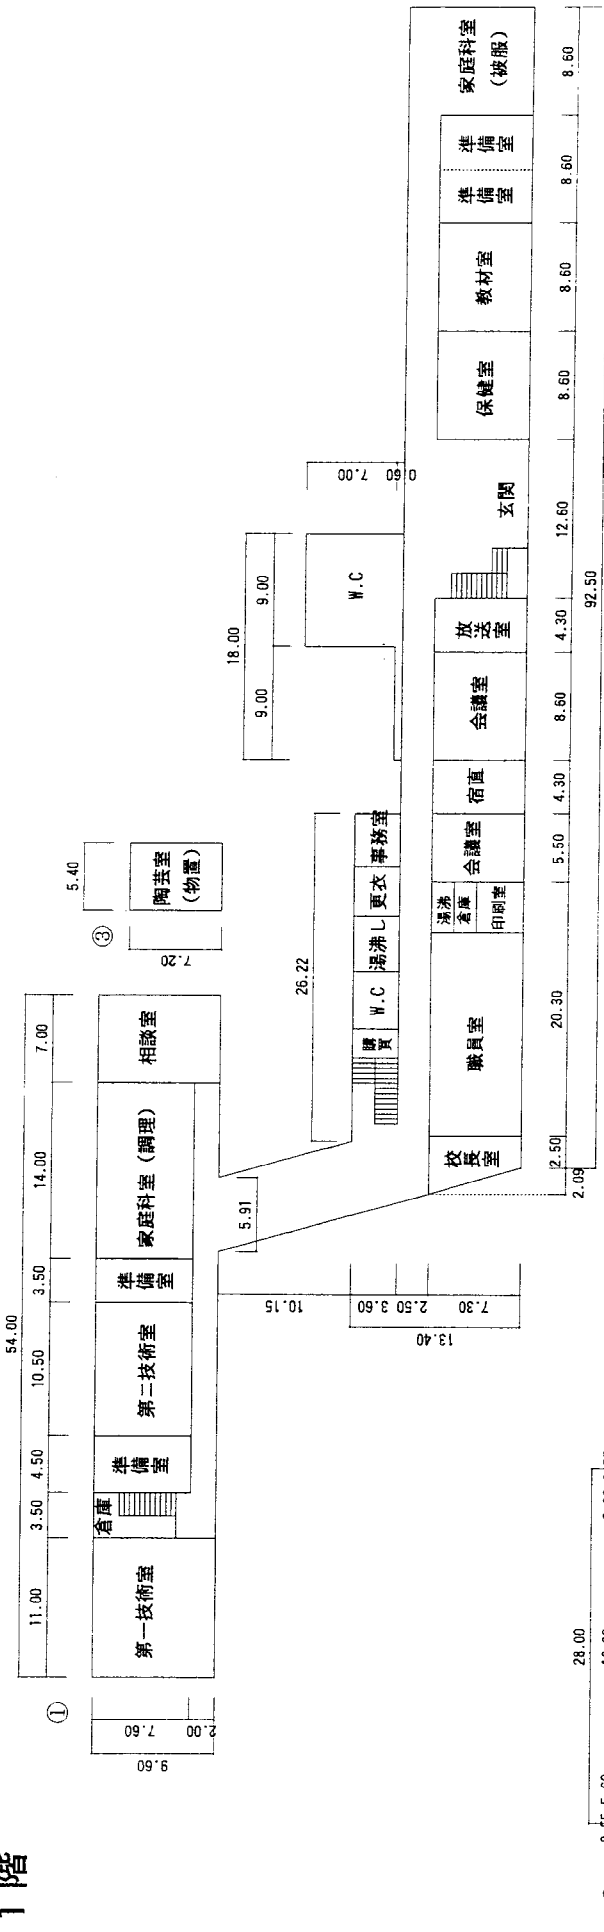 1 階
①
54.00
11.00
3.50
4.50
10.50
3.50
14.00
7.00
9.60
7.60
2.00
第一技術室
倉庫
準備室
第二技術室
準備室
家庭科室(調理)
相談室
③
5.40
7.20
陶芸室
(物置)
5.91
10.15
3.60
2.50
7.30
13.40
26.22
購買
W.C
湯沸し
更衣
事務室
18.00
9.00
9.00
W.C
7.00
0.60
校長室
職員室
湯沸
倉庫
印刷室
会議室
宿直
会議室
放送室
玄関
保健室
教材室
準備室
準備室
家庭科室
(被服)
2.09
2.50
20.30
5.50
4.30
8.60
4.30
12.60
8.60
8.60
8.60
8.60
92.50
28.00